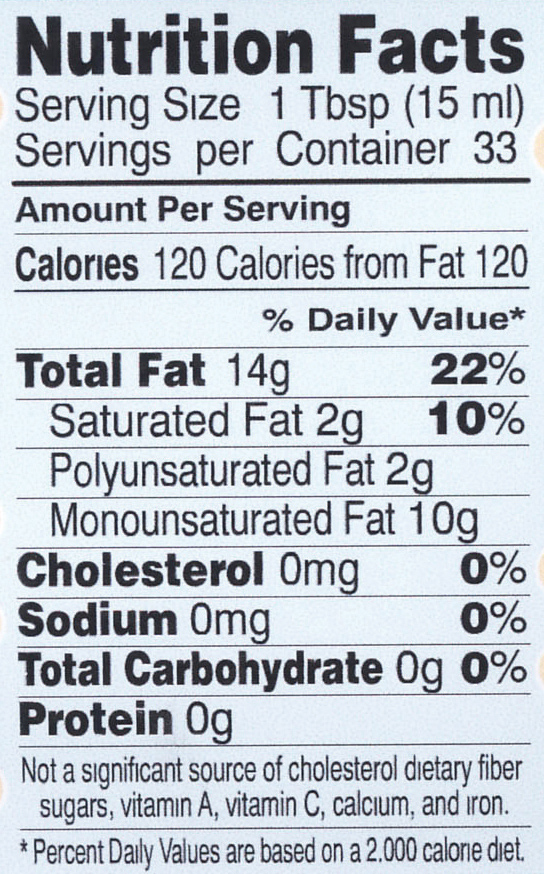 Nutrition Facts
Serving Size 1 Tbsp (15 ml)
Servings per Container 33
Amount Per Serving
Calories 120 Calories from Fat 120
% Daily Value*
Total Fat 14g 22%
Saturated Fat 2g 10%
Polyunsaturated Fat 2g
Monounsaturated Fat 10g
Cholesterol 0mg 0%
Sodium 0mg 0%
Total Carbohydrate 0g 0%
Protein 0g
Not a significant source of cholesterol dietary fiber
sugars, vitamin A, vitamin C, calcium, and iron.
* Percent Daily Values are based on a 2,000 calorie diet.